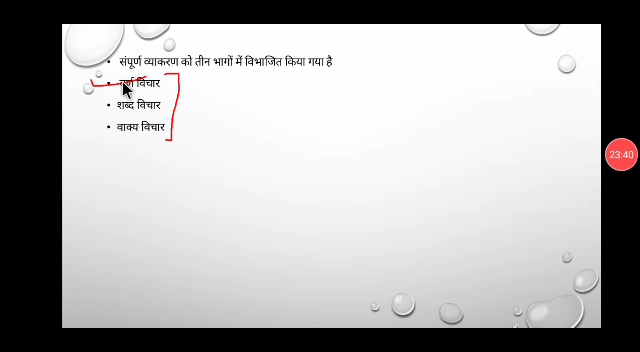 संपूर्ण व्याकरण को तीन भागों में विभाजित किया गया है
वर्ण विचार
शब्द विचार
वाक्य विचार
23:40